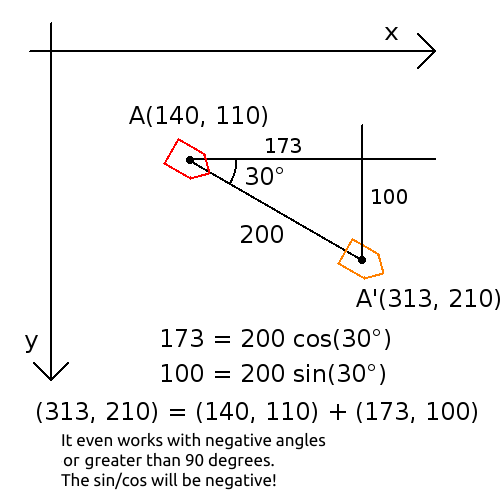 x
A(140, 110)
173
30°
100
200
A'(313, 210)
y
173 = 200 cos(30°)
100 = 200 sin(30°)
(313, 210) = (140, 110) + (173, 100)
It even works with negative angles
or greater than 90 degrees.
The sin/cos will be negative!